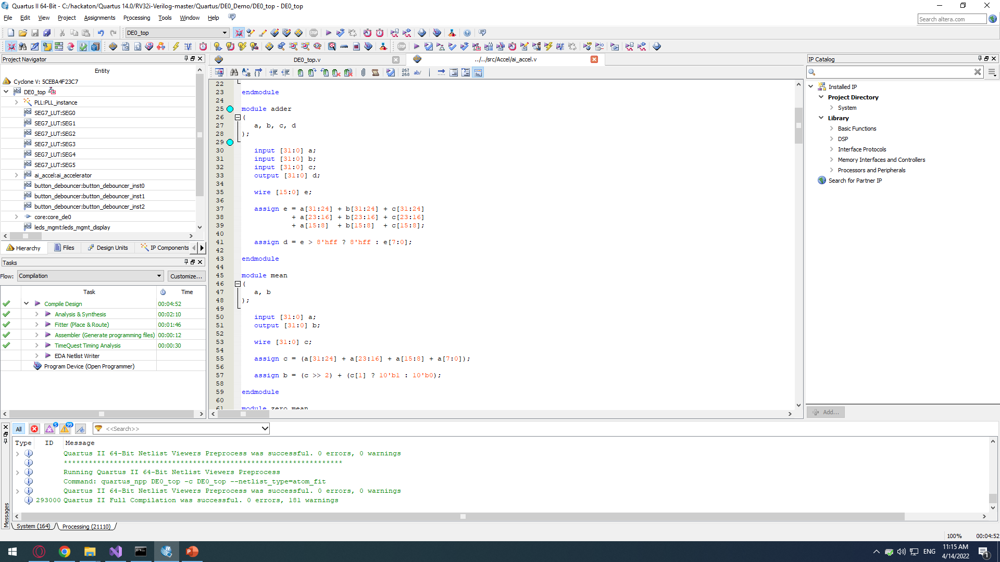 Quartus II 64-Bit - C:/hackaton/Quartus 14.0/RV32i-Verilog-master/Quartus/DE0_Demo/DE0_top - DE0_top
File Edit View Project Assignments Processing Tools Window Help
Search altera.com
DE0_top
Project Navigator
Entity
Cyclone V: 5CEBA4F23C7
DE0_top
PLL:PLL_instance
SEG7_LUT:SEG0
SEG7_LUT:SEG1
SEG7_LUT:SEG2
SEG7_LUT:SEG3
SEG7_LUT:SEG4
SEG7_LUT:SEG5
ai_accel:ai_accelerator
button_debouncer:button_debouncer_inst0
button_debouncer:button_debouncer_inst1
button_debouncer:button_debouncer_inst2
core:core_de0
leds_mgmt:leds_mgmt_display
Hierarchy Files Design Units IP Components
Tasks
Flow: Compilation Customize...
Task Time
Compile Design 00:04:52
Analysis & Synthesis 00:02:10
Fitter (Place & Route) 00:01:46
Assembler (Generate programming files) 00:00:12
TimeQuest Timing Analysis 00:00:30
EDA Netlist Writer
Program Device (Open Programmer)
DE0_top.v ../../src/Accel/ai_accel.v
267
268 ab/
22
23 endmodule
24
25 module adder
26 (
27 a, b, c, d
28 );
29
30 input [31:0] a;
31 input [31:0] b;
32 input [31:0] c;
33 output [31:0] d;
34
35 wire [15:0] e;
36
37 assign e = a[31:24] + b[31:24] + c[31:24]
38 + a[23:16] + b[23:16] + c[23:16]
39 + a[15:8] + b[15:8] + c[15:8];
40
41 assign d = e > 8'hff ? 8'hff : e[7:0];
42
43 endmodule
44
45 module mean
46 (
47 a, b
48 );
49
50 input [31:0] a;
51 output [31:0] b;
52
53 wire [31:0] c;
54
55 assign c = (a[31:24] + a[23:16] + a[15:8] + a[7:0]);
56
57 assign b = (c >> 2) + (c[1] ? 10'b1 : 10'b0);
58
59 endmodule
60
61 module zero_mean
IP Catalog
Installed IP
Project Directory
System
Library
Basic Functions
DSP
Interface Protocols
Memory Interfaces and Controllers
Processors and Peripherals
Search for Partner IP
Add...
Messages
All 5 99 <<Search>>
Type ID Message
Quartus II 64-Bit Netlist Viewers Preprocess was successful. 0 errors, 0 warnings
*******************************************************************
Running Quartus II 64-Bit Netlist Viewers Preprocess
Command: quartus_npp DE0_top -c DE0_top --netlist_type=atom_fit
Quartus II 64-Bit Netlist Viewers Preprocess was successful. 0 errors, 0 warnings
293000 Quartus II Full Compilation was successful. 0 errors, 181 warnings
System (164) Processing (21110)
100% 00:04:52
ENG
11:15 AM
4/14/2022
1